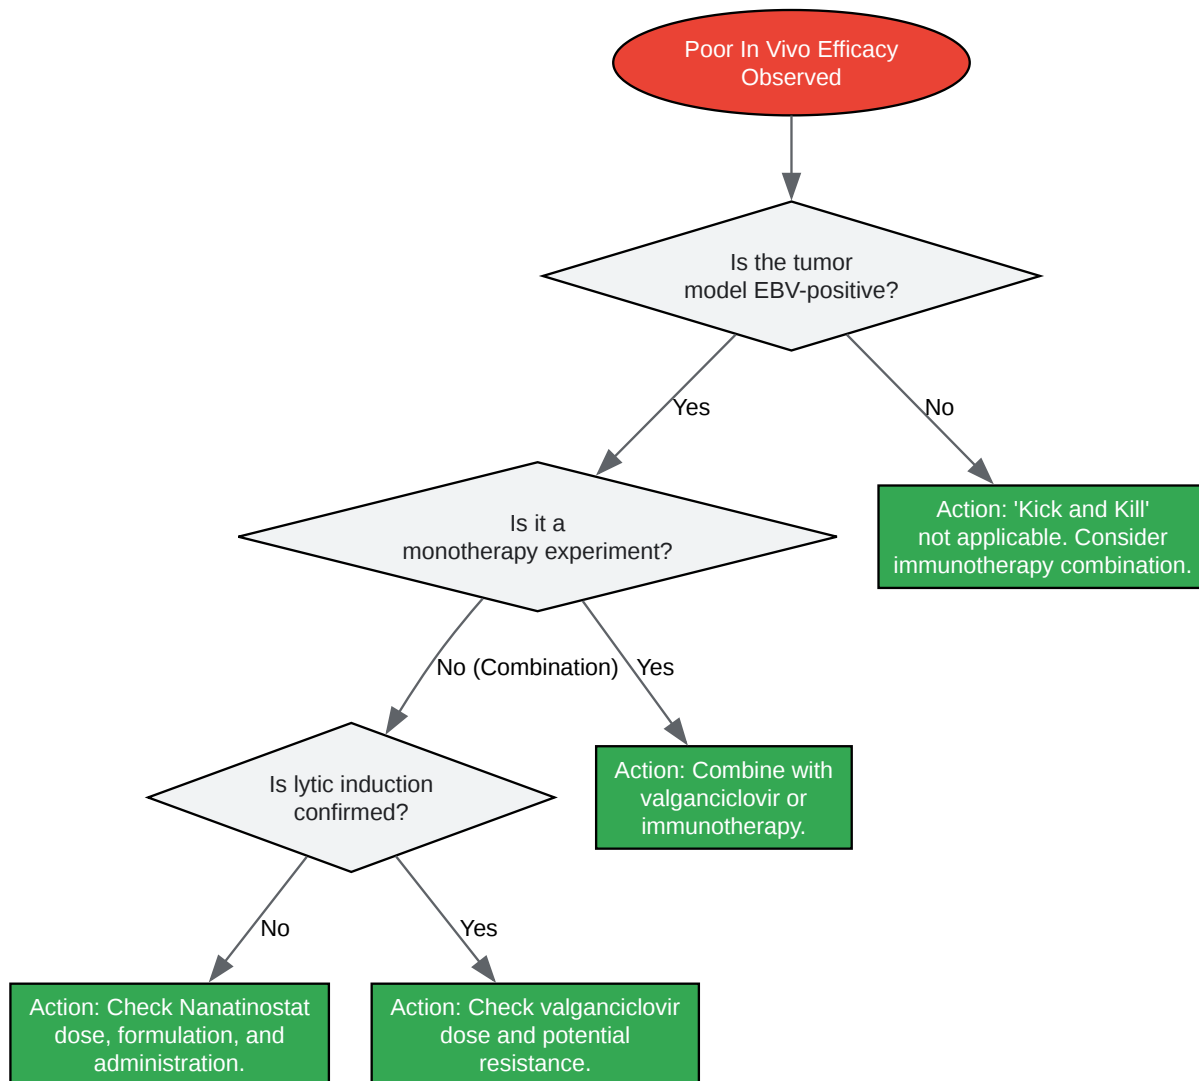 Poor In Vivo Efficacy
Observed
Is the tumor
model EBV-positive?
Yes
No
Is it a
monotherapy experiment?
Action: 'Kick and Kill'
not applicable. Consider
immunotherapy combination.
No (Combination)
Yes
Is lytic induction
confirmed?
Action: Combine with
valganciclovir or
immunotherapy.
No
Yes
Action: Check Nanatinostat
dose, formulation, and
administration.
Action: Check valganciclovir
dose and potential
resistance.